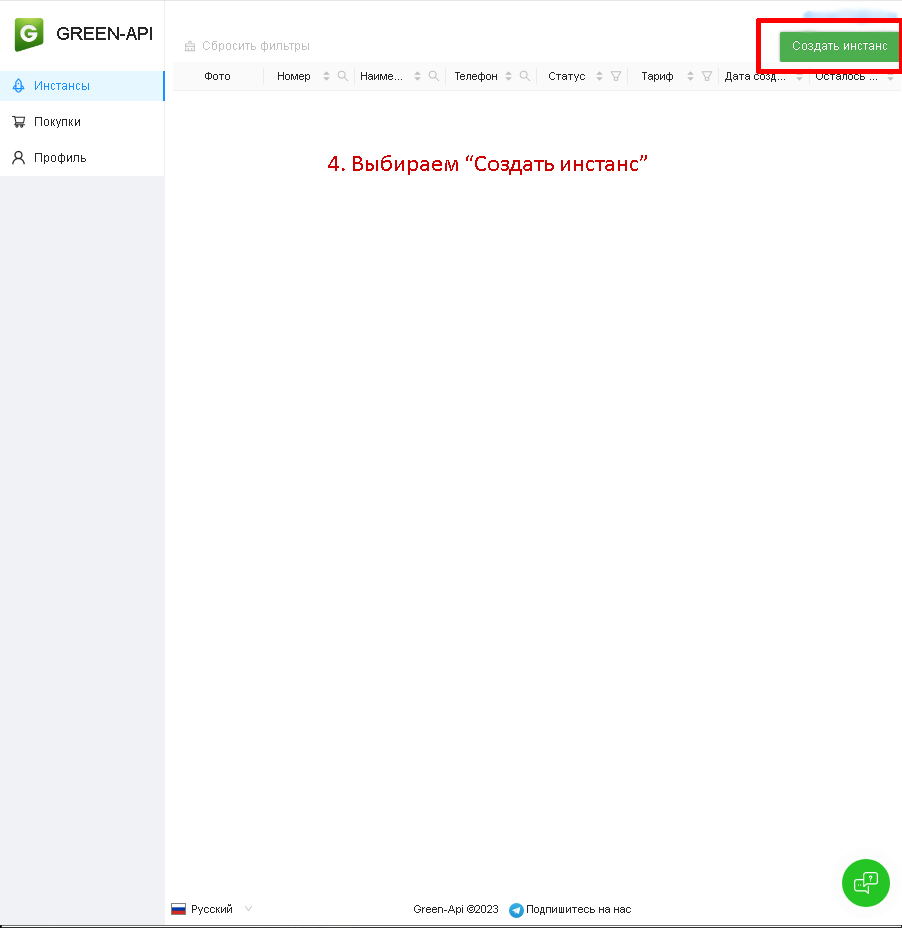 GREEN-API
Создать инстанс
Сбросить фильтры
Фото Номер Наиме... Телефон Статус Тариф Дата созд... Осталось ...
Инстансы
Покупки
Профиль
4. Выбираем “Создать инстанс”
Русский Green-Api ©2023 Подпишитесь на нас